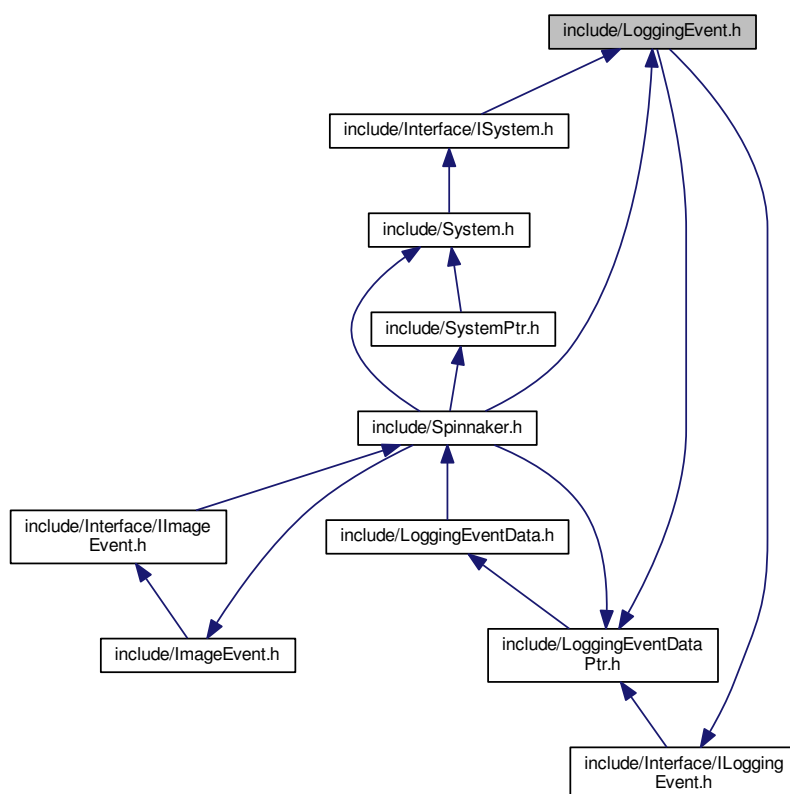 include/LoggingEvent.h
include/Interface/ISystem.h
include/System.h
include/SystemPtr.h
include/Spinnaker.h
include/Interface/IImage
Event.h
include/LoggingEventData.h
include/ImageEvent.h
include/LoggingEventData
Ptr.h
include/Interface/ILogging
Event.h